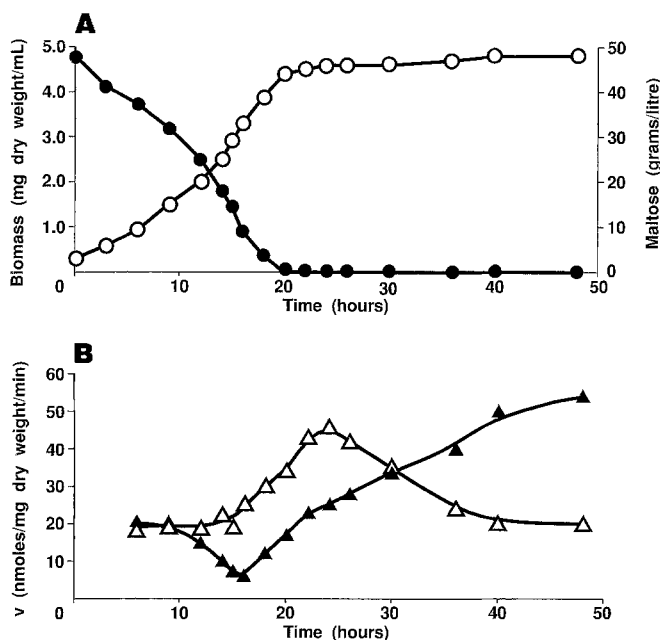 A
Biomass (mg dry weight/mL)
5.0
4.0
3.0
2.0
1.0
50
40
30
20
10
0
Maltose (grams/litre)
0 10 20 30 40 50
Time (hours)
B
v (nmoles/mg dry weight/min)
60
50
40
30
20
10
0 10 20 30 40 50
Time (hours)